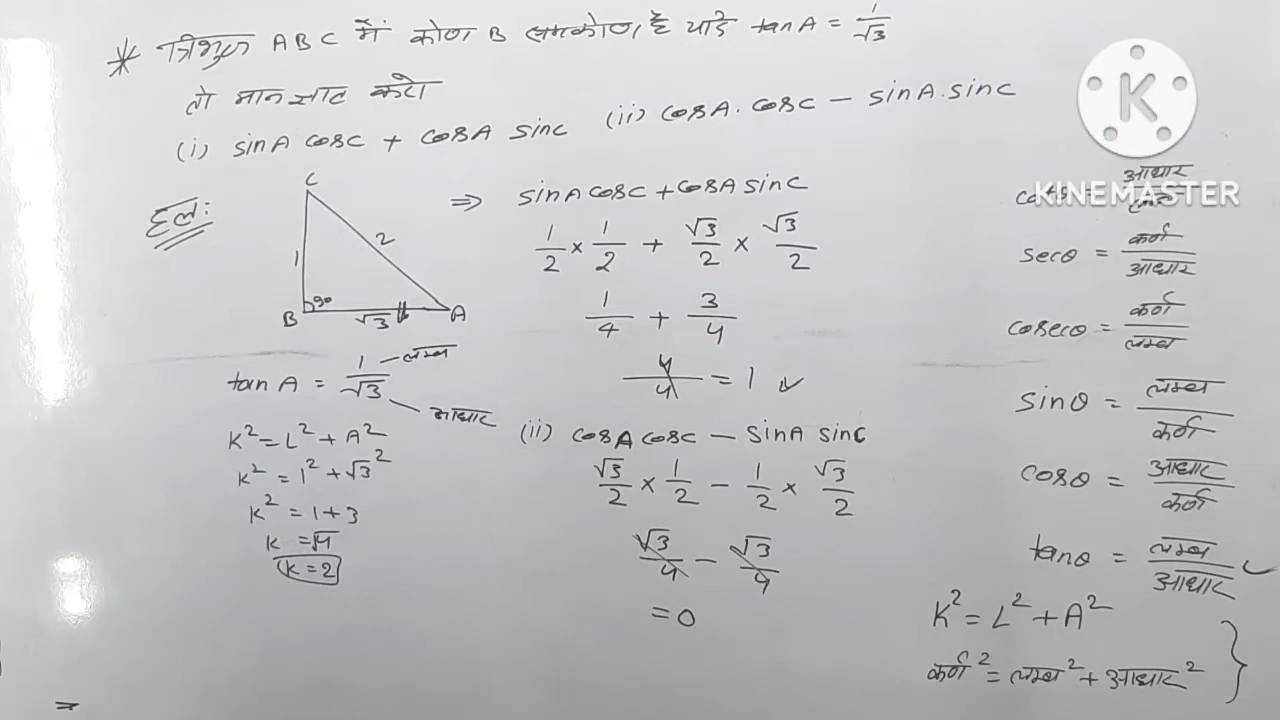 * त्रिभुज ABC में कोण B समकोण है यदि tanA = 1/√3
तो मान ज्ञात करो
(i) sinA cosC + cosA sinC (ii) cosA.cosC − sinA.sinC
हल:
C
1
2
90
B
√3
A
tanA = 1/√3
लम्ब
आधार
K² = L² + A²
K² = 1² + √3²
K² = 1+3
K = √4
K = 2
⇒ sinA cosC + cosA sinC
1/2 × 1/2 + √3/2 × √3/2
1/4 + 3/4
4/4 = 1 ✓
(ii) cosA cosC − sinA sinC
√3/2 × 1/2 − 1/2 × √3/2
√3/4 − √3/4
= 0
K
KINEMASTER
आधार
secθ = कर्ण/आधार
cosecθ = कर्ण/लम्ब
sinθ = लम्ब/कर्ण
cosθ = आधार/कर्ण
tanθ = लम्ब/आधार ✓
K² = L² + A²
कर्ण² = लम्ब² + आधार²
=